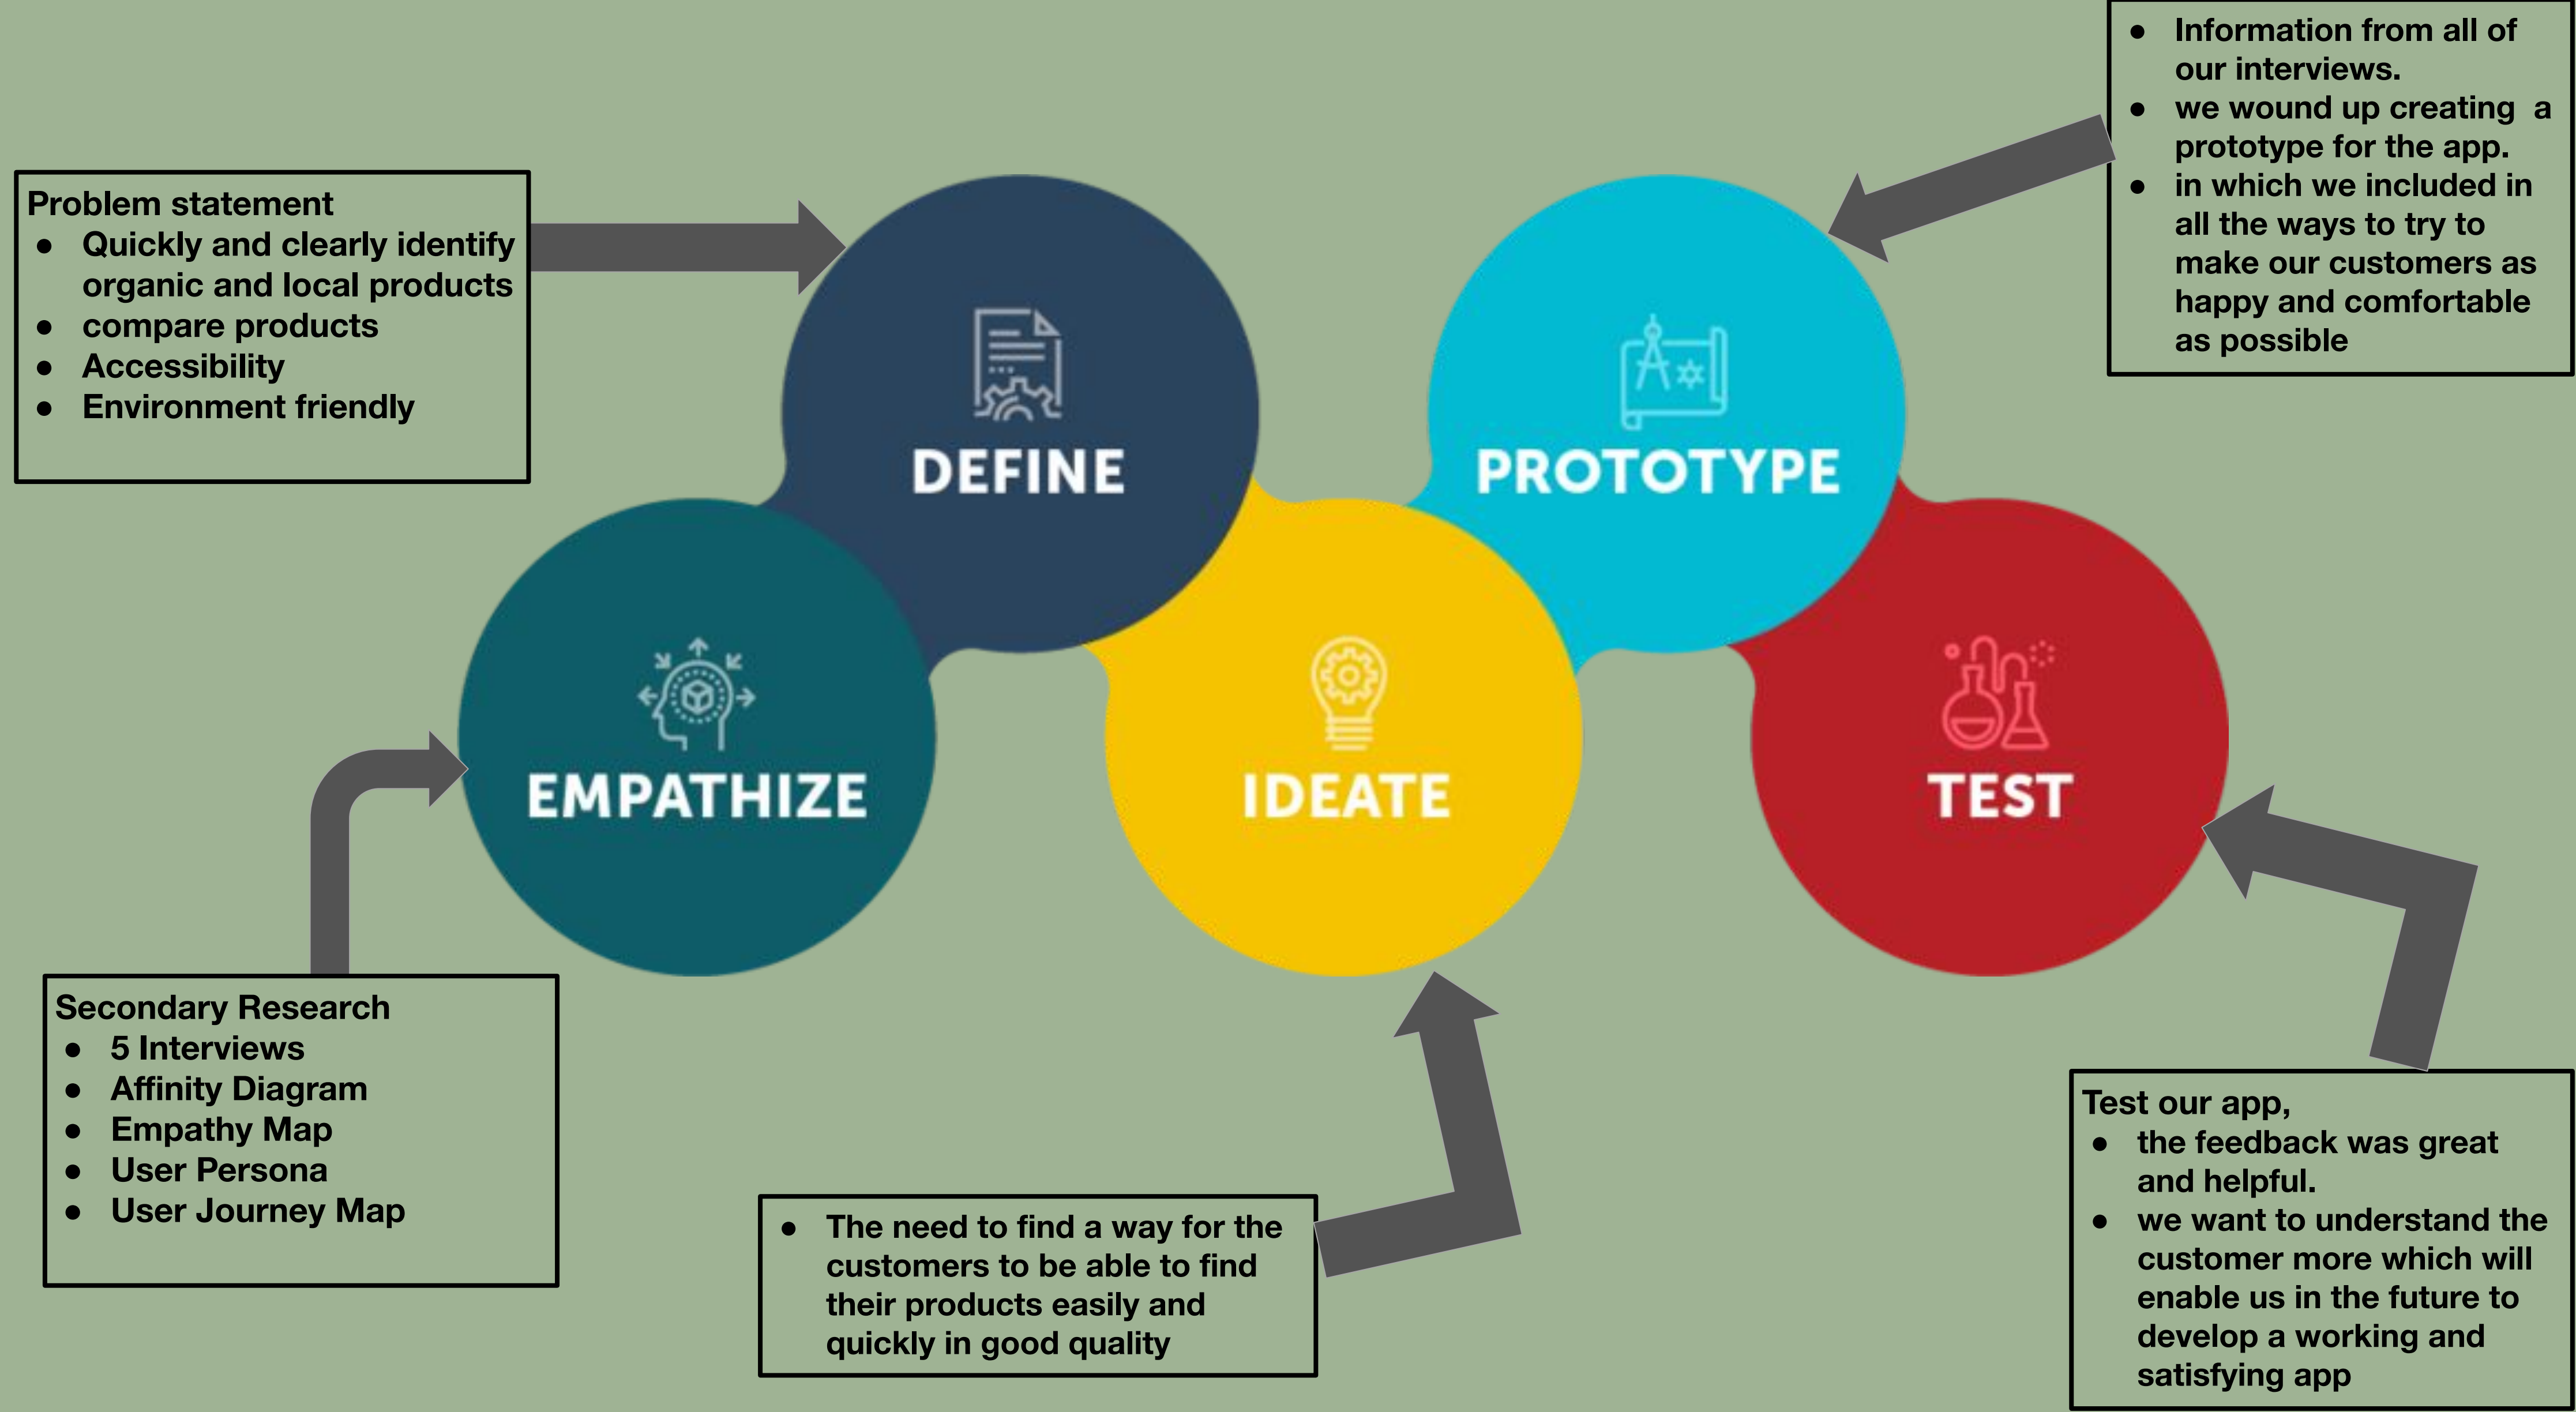 Problem statement
● Quickly and clearly identify
organic and local products
● compare products
● Accessibility
● Environment friendly
DEFINE
PROTOTYPE
● Information from all of
our interviews.
● we wound up creating a
prototype for the app.
● in which we included in
all the ways to try to
make our customers as
happy and comfortable
as possible
EMPATHIZE
IDEATE
TEST
Secondary Research
● 5 Interviews
● Affinity Diagram
● Empathy Map
● User Persona
● User Journey Map
● The need to find a way for the
customers to be able to find
their products easily and
quickly in good quality
Test our app,
● the feedback was great
and helpful.
● we want to understand the
customer more which will
enable us in the future to
develop a working and
satisfying app